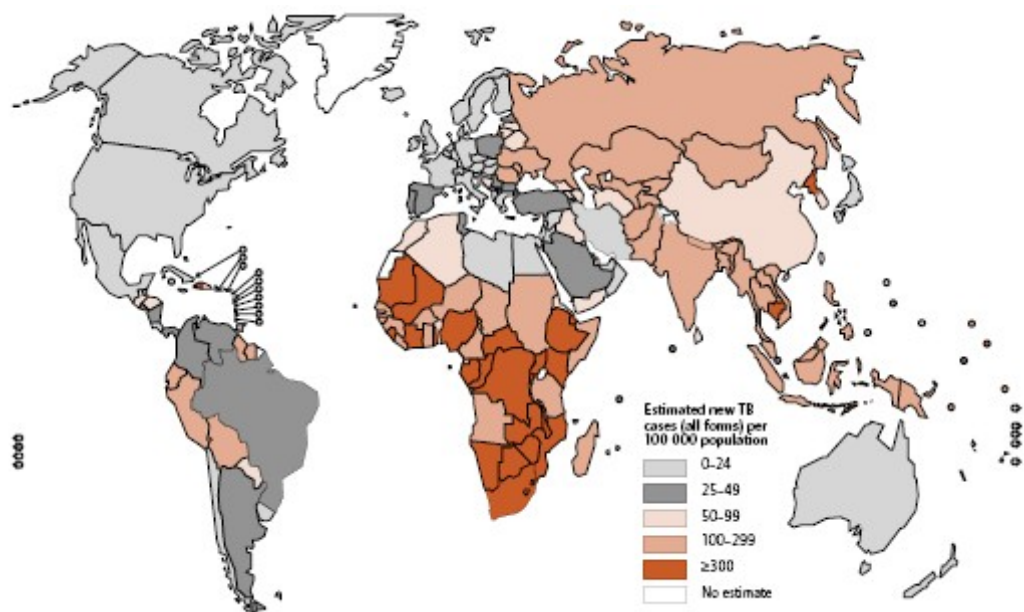 Estimated new TB
cases (all forms) per
100 000 population
0–24
25–49
50–99
100–299
≥300
No estimate